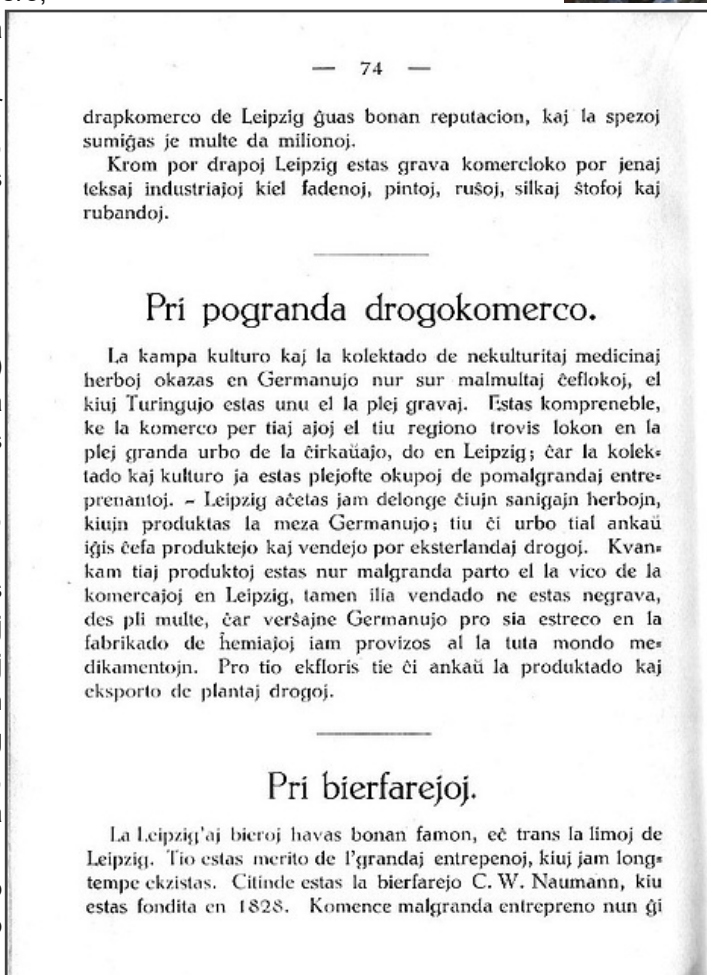 — 74 —
drapkomerco de Leipzig ĝuas bonan reputacion, kaj la spezoj
sumiĝas je multe da milionoj.
Krom por drapoj Leipzig estas grava komercloko por jenaj
teksaj industriaĵoj kiel fadenoj, pintoj, ruŝoj, silkaj ŝtofoj kaj
rubandoj.
Pri pogranda drogokomerco.
La kampa kulturo kaj la kolektado de nekulturitaj medicinaj
herboj okazas en Germanujo nur sur malmultaj ĉeflokoj, el
kiuj Turingujo estas unu el la plej gravaj. Estas kompreneble,
ke la komerco per tiaj ajoj el tiu regiono trovis lokon en la
plej granda urbo de la ĉirkaŭaĵo, do en Leipzig; ĉar la kolek=
tado kaj kulturo ja estas plejofte okupoj de pomalgrandaj entre=
prenantoj. – Leipzig aĉetas jam delonge ĉiujn sanigajn herbojn,
kiujn produktas la meza Germanujo; tiu ĉi urbo tial ankaŭ
iĝis ĉefa produktejo kaj vendejo por eksterlandaj drogoj. Kvan=
kam tiaj produktoj estas nur malgranda parto el la vico de la
komercaĵoj en Leipzig, tamen ilia vendado ne estas negrava,
des pli multe, ĉar verŝajne Germanujo pro sia estreco en la
fabrikado de ĥemiaĵoj iam provizos al la tuta mondo me=
dikamentojn. Pro tio ekfloris tie ĉi ankaŭ la produktado kaj
eksporto de plantaj drogoj.
Pri bierfarejoj.
La Leipzig'aj bieroj havas bonan famon, eĉ trans la limoj de
Leipzig. Tio estas merito de l'grandaj entrepenoj, kiuj jam long=
tempe ekzistas. Citinde estas la bierfarejo C. W. Naumann, kiu
estas fondita en 1828. Komence malgranda entrepreno nun ĝi